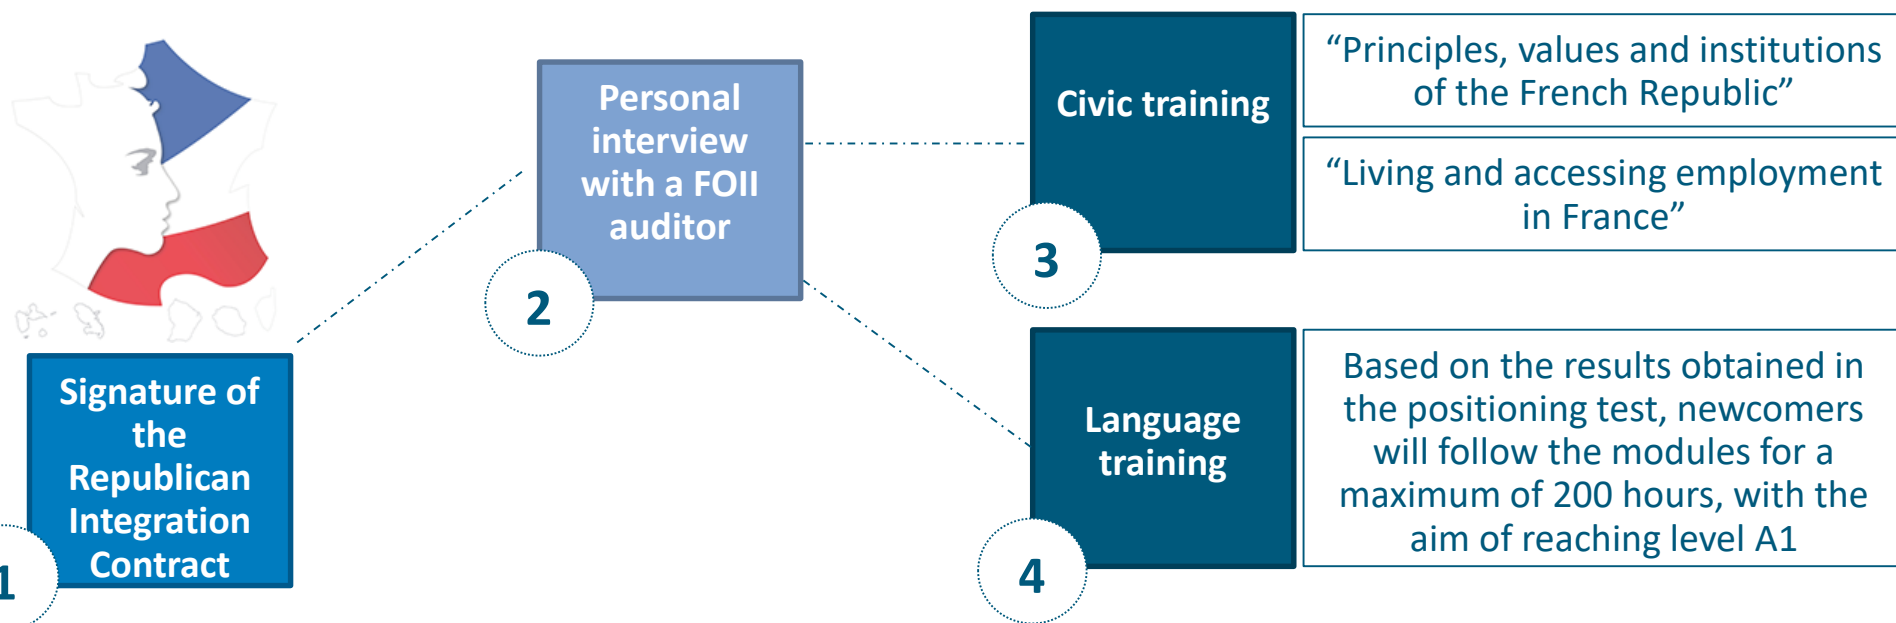 Signature of
the
Republican
Integration
Contract
1
Personal
interview
with a FOII
auditor
2
Civic training
3
“Principles, values and institutions
of the French Republic”
“Living and accessing employment
in France”
Language
training
4
Based on the results obtained in
the positioning test, newcomers
will follow the modules for a
maximum of 200 hours, with the
aim of reaching level A1